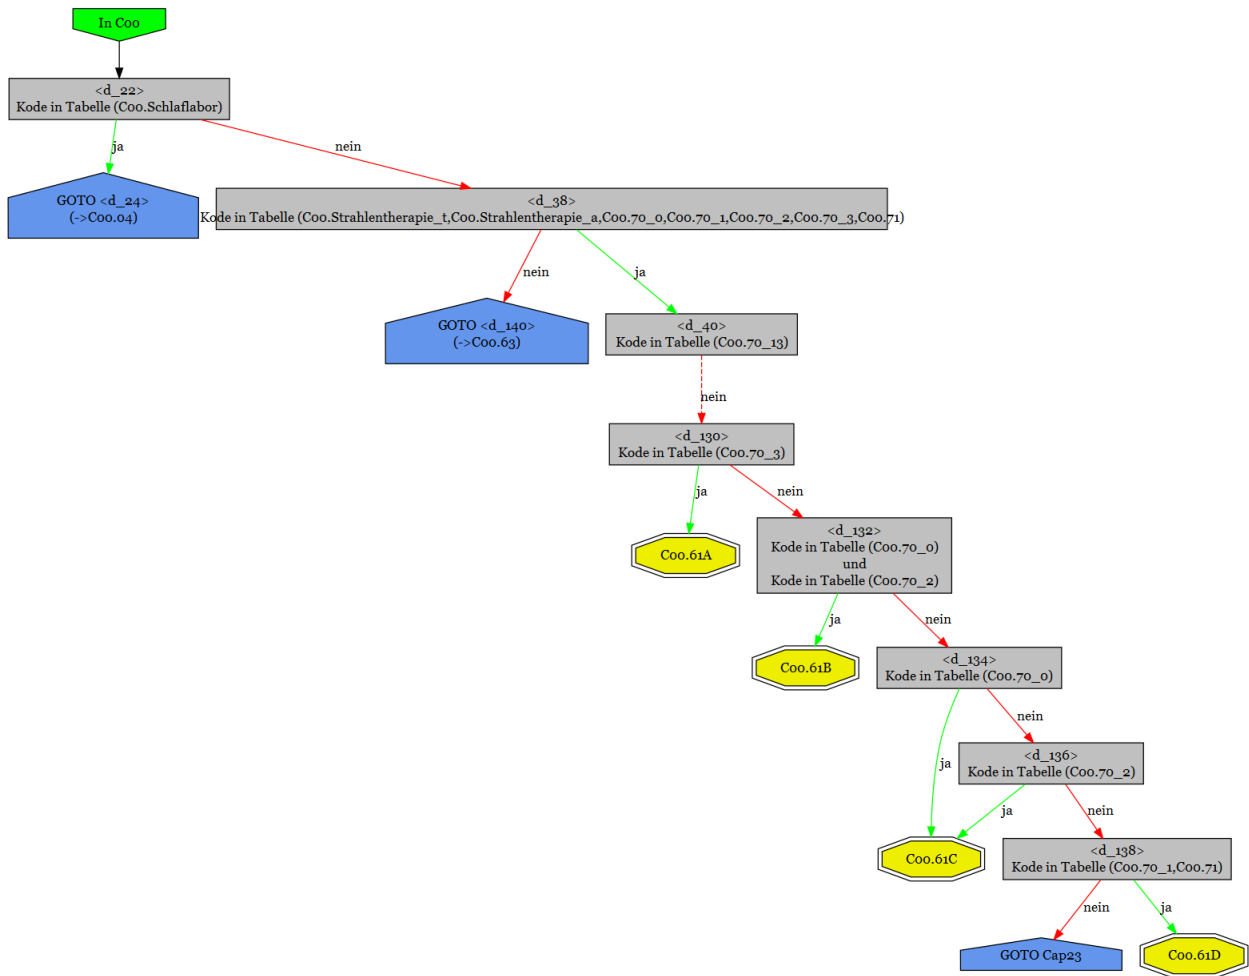 In C00
<d_22>
Kode in Tabelle (C00.Schlaflabor)
ja
nein
GOTO <d_24>
(->C00.04)
<d_38>
Kode in Tabelle (C00.Strahlentherapie_t,C00.Strahlentherapie_a,C00.70_0,C00.70_1,C00.70_2,C00.70_3,C00.71)
nein
ja
GOTO <d_140>
(->C00.63)
<d_40>
Kode in Tabelle (C00.70_13)
nein
<d_130>
Kode in Tabelle (C00.70_3)
ja
nein
C00.61A
<d_132>
Kode in Tabelle (C00.70_0)
und
Kode in Tabelle (C00.70_2)
ja
nein
C00.61B
<d_134>
Kode in Tabelle (C00.70_0)
nein
ja
<d_136>
Kode in Tabelle (C00.70_2)
ja
nein
C00.61C
<d_138>
Kode in Tabelle (C00.70_1,C00.71)
nein
ja
GOTO Cap23
C00.61D